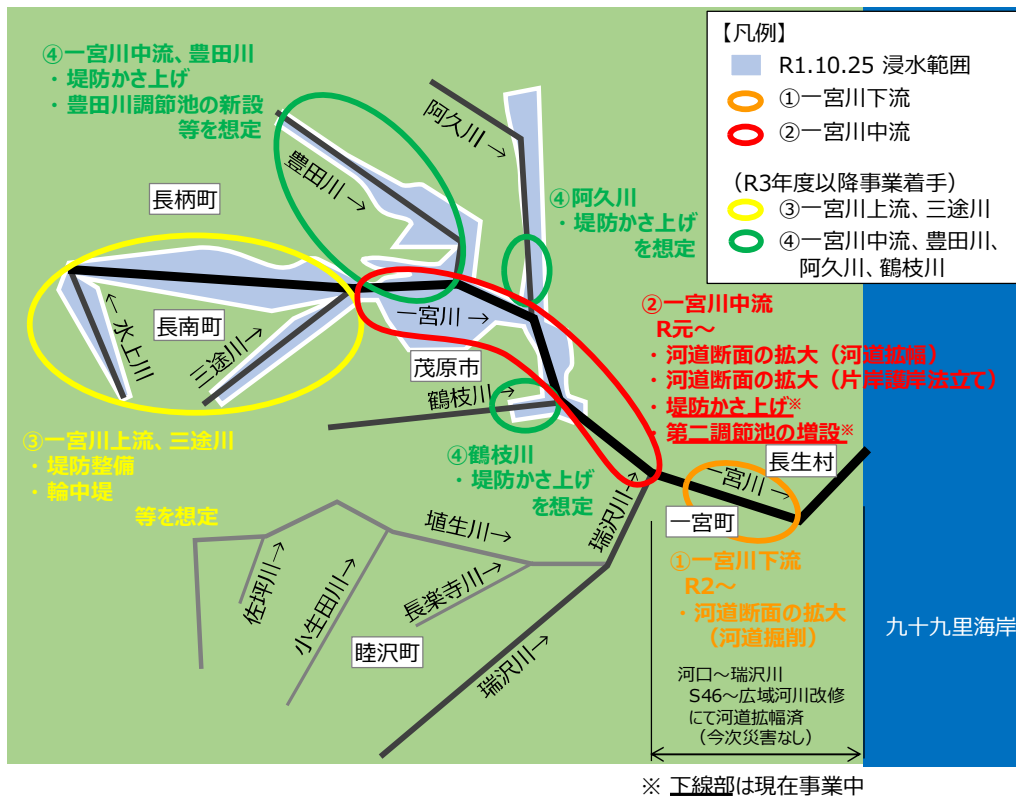 ④一宮川中流、豊田川
・堤防かさ上げ
・豊田川調節池の新設
等を想定
【凡例】
R1.10.25 浸水範囲
①一宮川下流
②一宮川中流
（R3年度以降事業着手）
③一宮川上流、三途川
④一宮川中流、豊田川、
阿久川、鶴枝川
阿久川→
豊田川→
長柄町
④阿久川
・堤防かさ上げ
を想定
一宮川→
②一宮川中流
R元～
・河道断面の拡大（河道拡幅）
・河道断面の拡大（片岸護岸法立て）
・堤防かさ上げ※
・第二調節池の増設※
長南町
←水上川
三途川→
茂原市
鶴枝川→
③一宮川上流、三途川
・堤防整備
・輪中堤
等を想定
④鶴枝川
・堤防かさ上げ
を想定
長生村
一宮川→
一宮町
瑞沢川→
埴生川→
佐坪川→
小生田川→
長楽寺川→
睦沢町
瑞沢川→
①一宮川下流
R2～
・河道断面の拡大
（河道掘削）
九十九里海岸
河口～瑞沢川
S46～広域河川改修
にて河道拡幅済
（今次災害なし）
※ 下線部は現在事業中